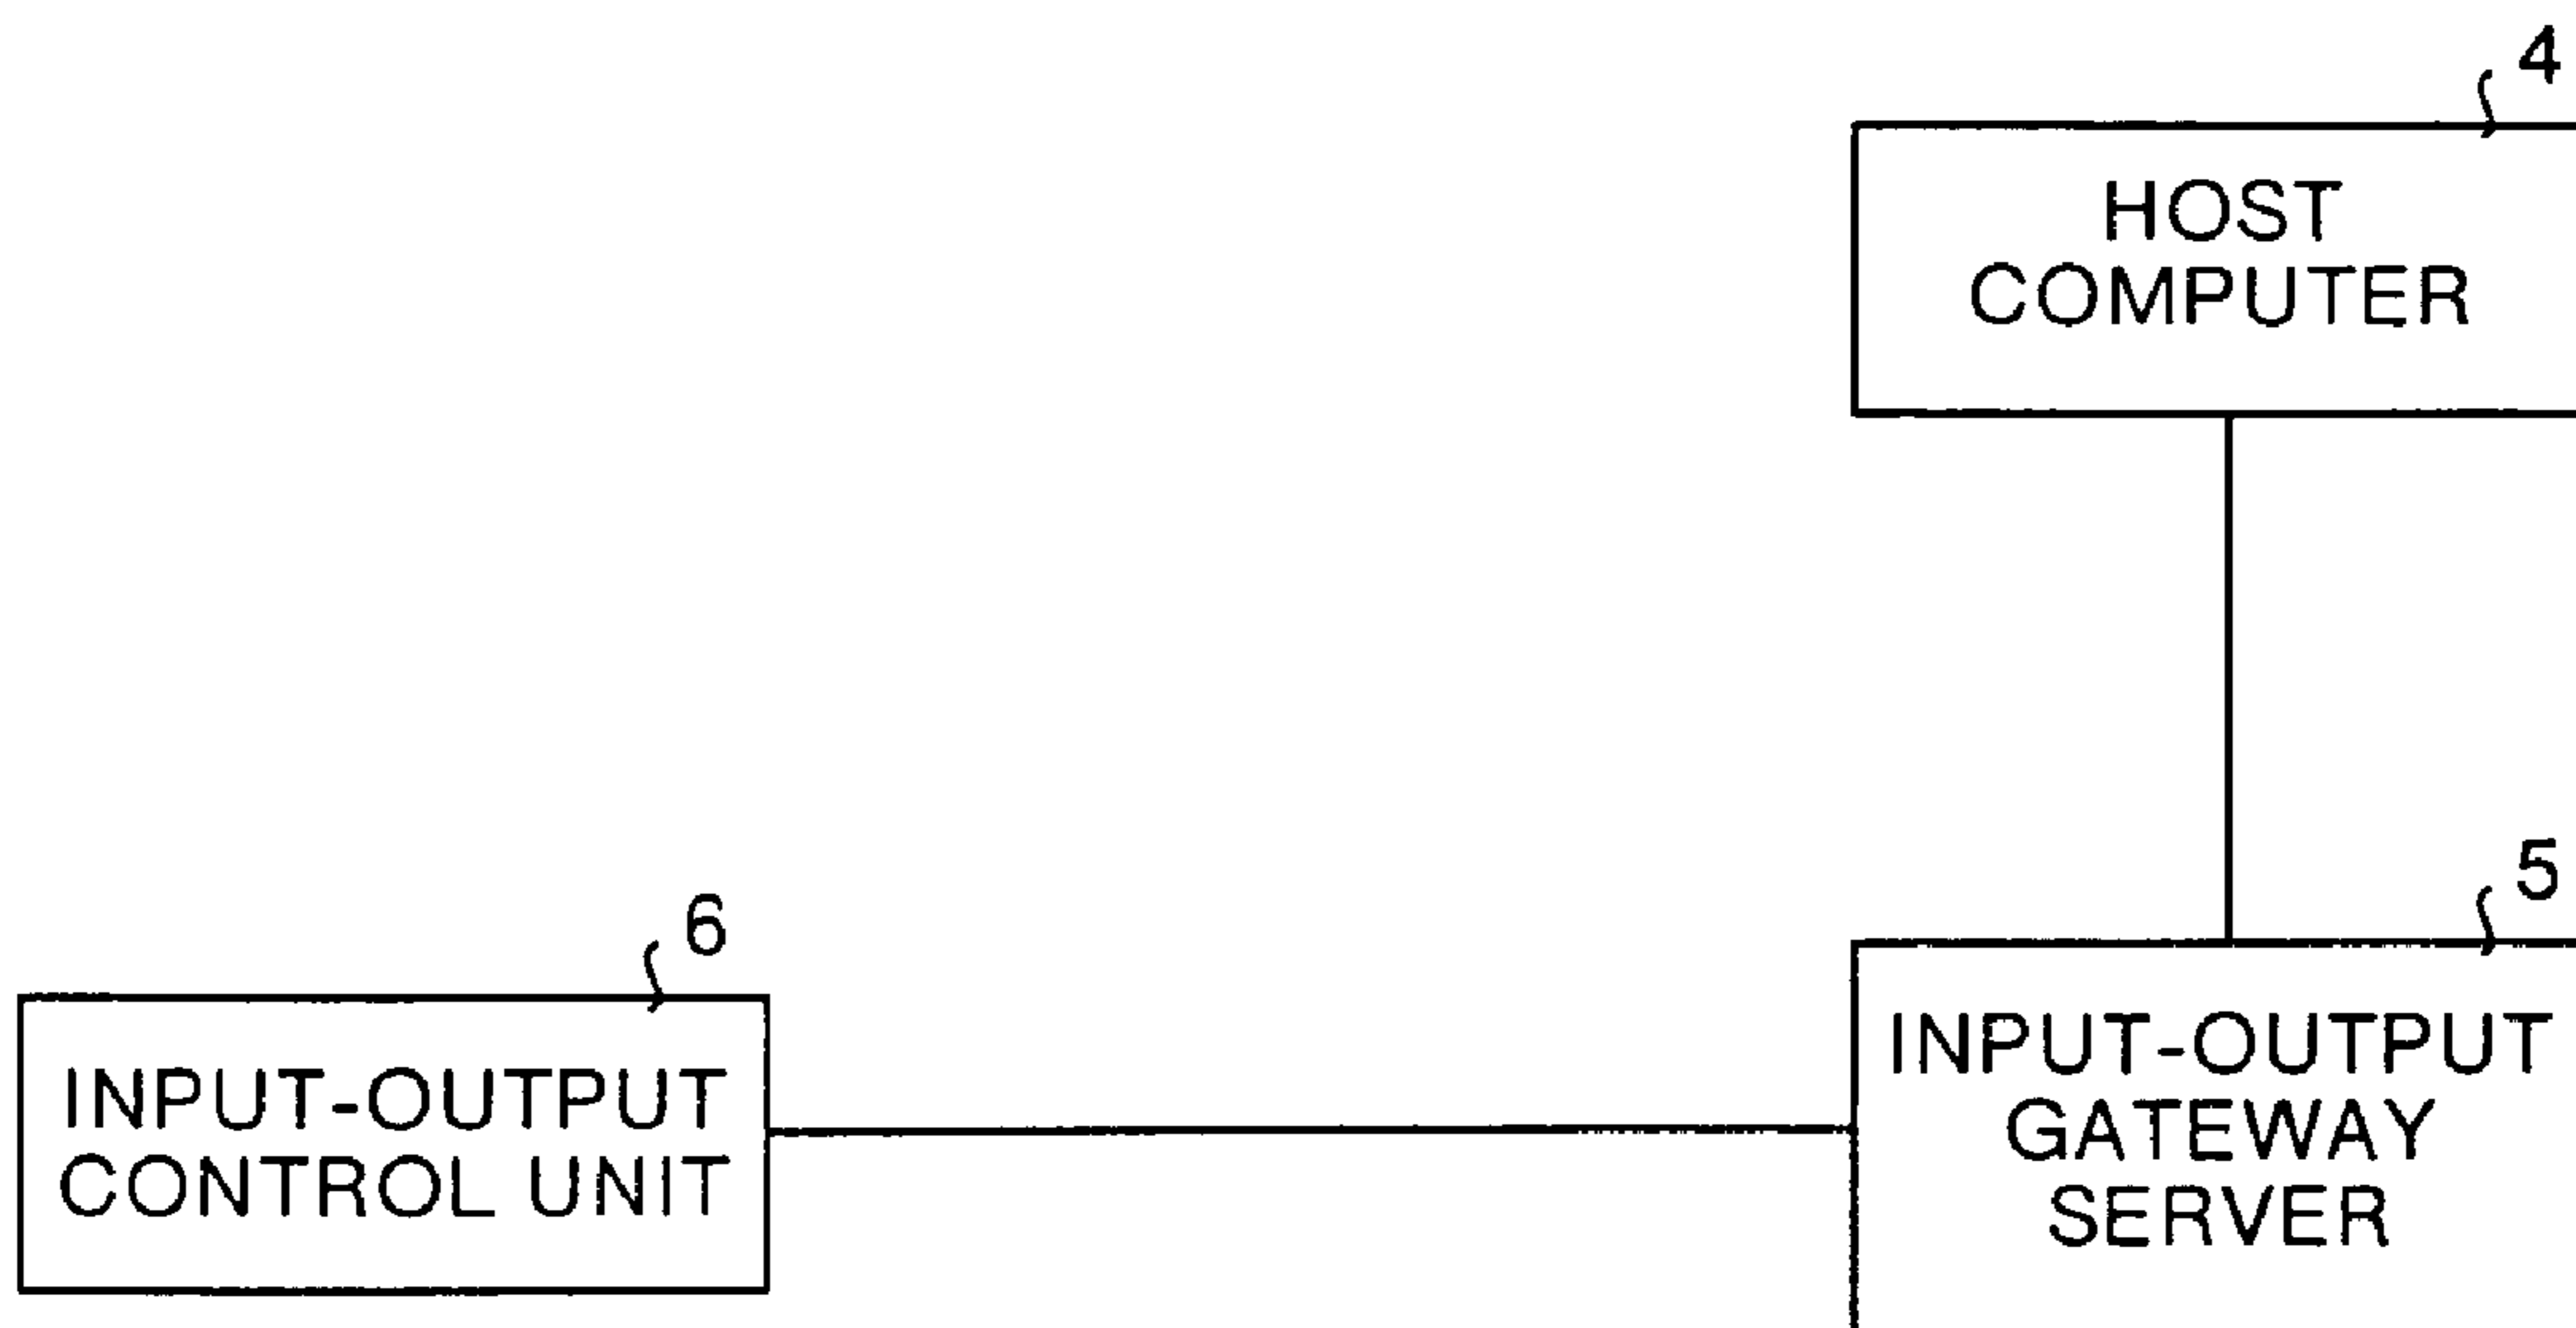 4
HOST
COMPUTER
5
INPUT-OUTPUT
GATEWAY
SERVER
6
INPUT-OUTPUT
CONTROL UNIT